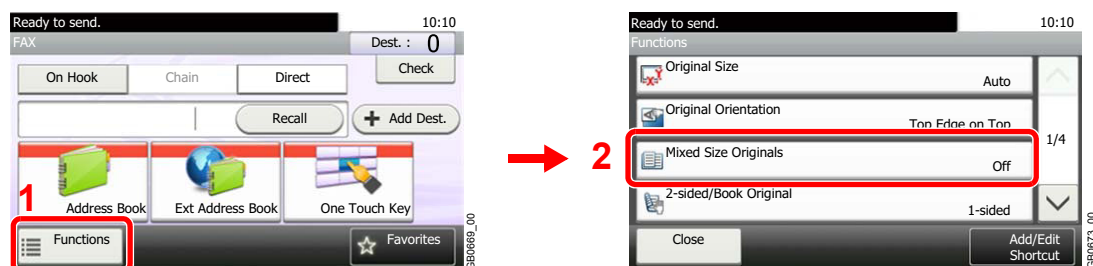 Ready to send. 10:10
FAX Dest. : 0
On Hook Chain Direct Check
Recall Add Dest.
1
Address Book Ext Address Book One Touch Key
Functions Favorites
GB0669_00
2
Ready to send. 10:10
Functions
Original Size
Auto
Original Orientation
Top Edge on Top
1/4
Mixed Size Originals
Off
2-sided/Book Original
1-sided
Close Add/Edit
Shortcut
GB0673_00